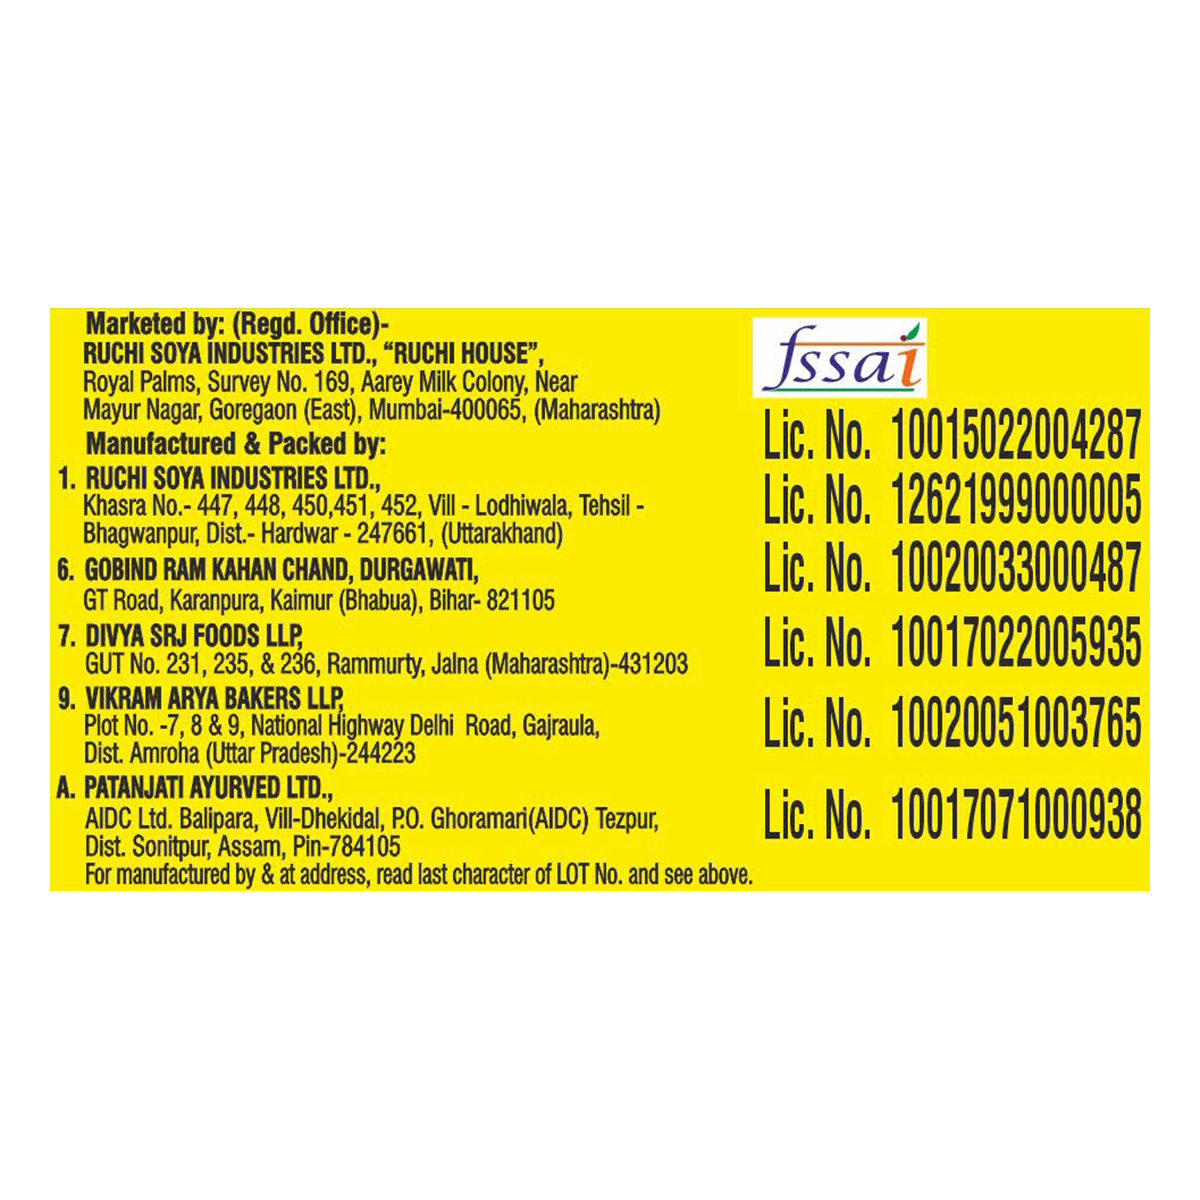 Marketed by: (Regd. Office)-
RUCHI SOYA INDUSTRIES LTD., “RUCHI HOUSE”,
Royal Palms, Survey No. 169, Aarey Milk Colony, Near
Mayur Nagar, Goregaon (East), Mumbai-400065, (Maharashtra)
Manufactured & Packed by:
1. RUCHI SOYA INDUSTRIES LTD.,
Khasra No.- 447, 448, 450,451, 452, Vill - Lodhiwala, Tehsil -
Bhagwanpur, Dist.- Hardwar - 247661, (Uttarakhand)
6. GOBIND RAM KAHAN CHAND, DURGAWATI,
GT Road, Karanpura, Kaimur (Bhabua), Bihar- 821105
7. DIVYA SRJ FOODS LLP,
GUT No. 231, 235, & 236, Rammurty, Jalna (Maharashtra)-431203
9. VIKRAM ARYA BAKERS LLP,
Plot No. -7, 8 & 9, National Highway Delhi Road, Gajraula,
Dist. Amroha (Uttar Pradesh)-244223
A. PATANJATI AYURVED LTD.,
AIDC Ltd. Balipara, Vill-Dhekidal, P.O. Ghoramari(AIDC) Tezpur,
Dist. Sonitpur, Assam, Pin-784105
For manufactured by & at address, read last character of LOT No. and see above.
fssai
Lic. No. 10015022004287
Lic. No. 12621999000005
Lic. No. 10020033000487
Lic. No. 10017022005935
Lic. No. 10020051003765
Lic. No. 10017071000938